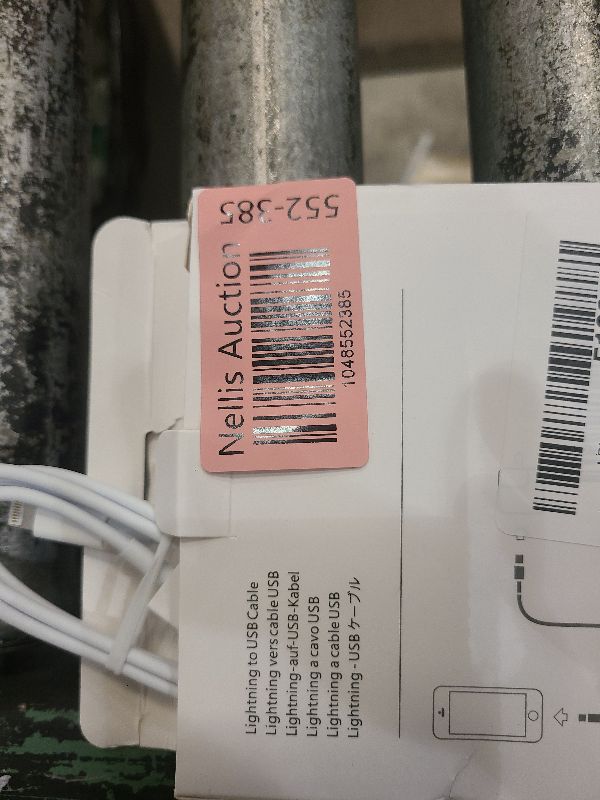 552-385
Nellis Auction
1048552385
Lightning to USB Cable
Lightning vers cable USB
Lightning-auf-USB-Kabel
Lightning a cavo USB
Lightning a cable USB
Lightning - USB ケーブル